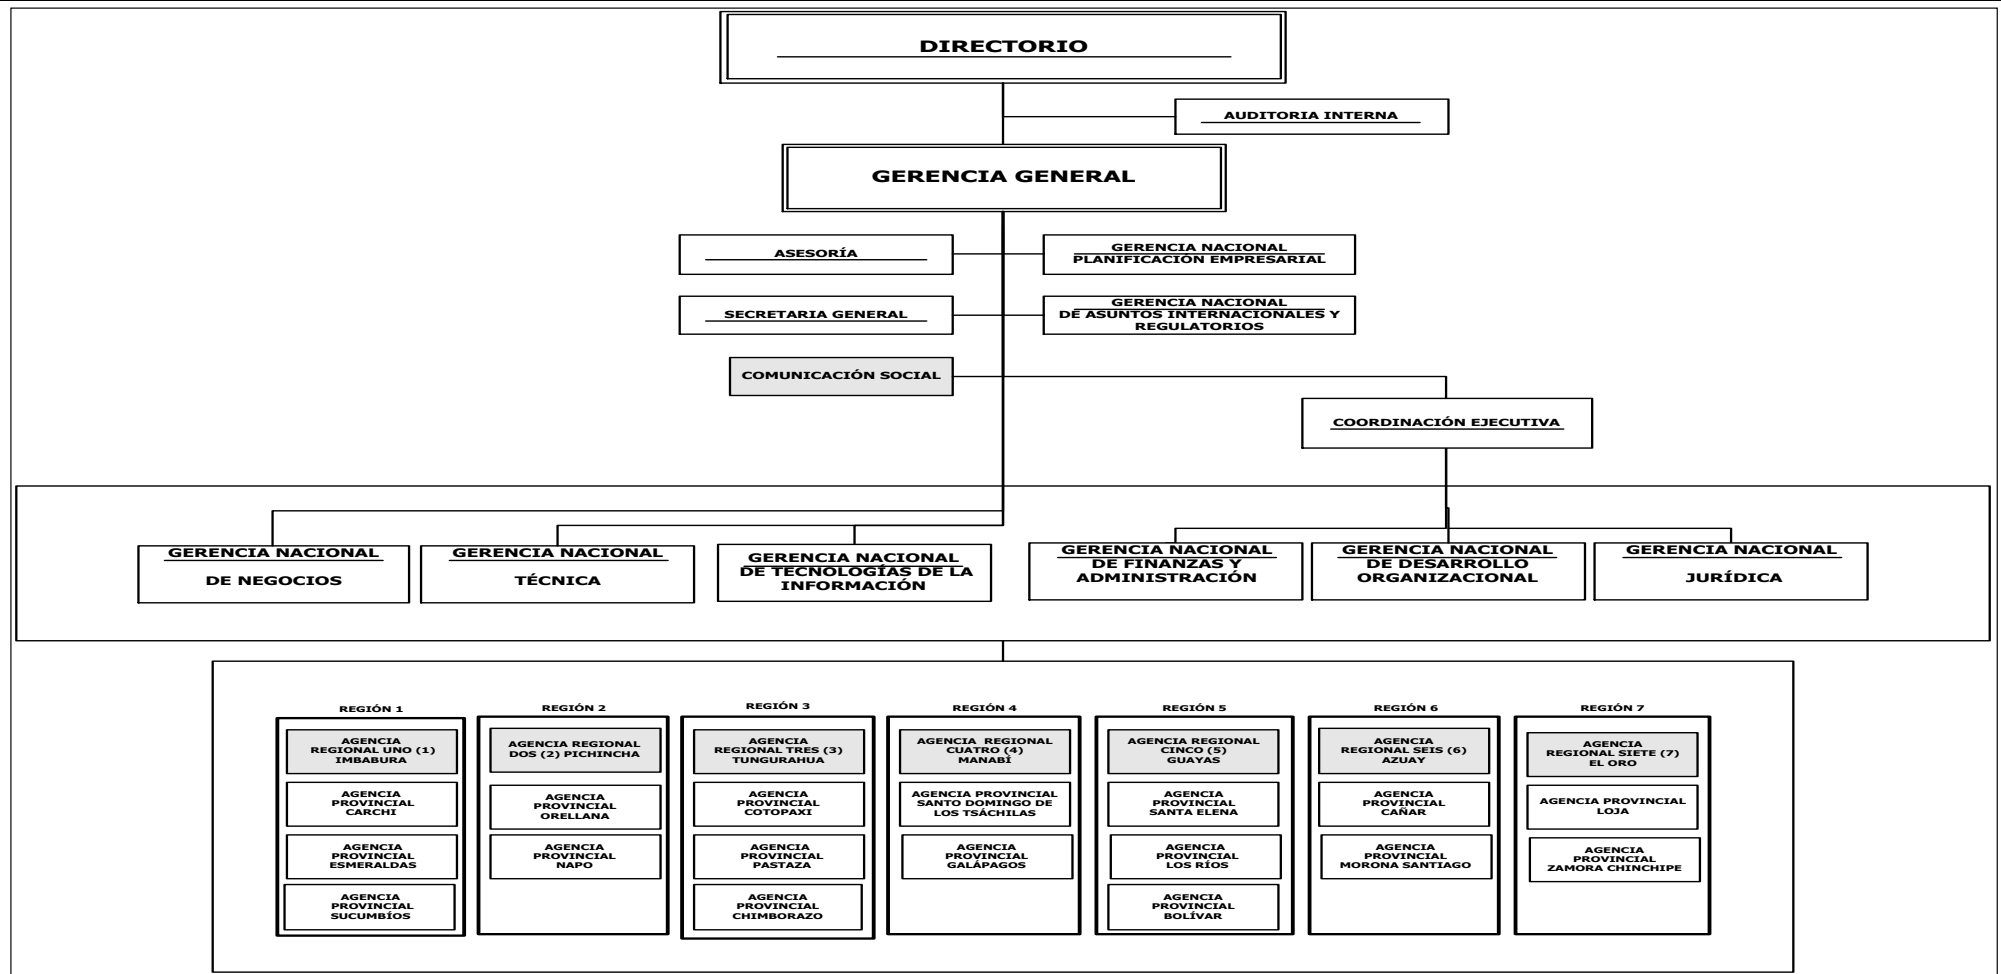 DIRECTORIO
AUDITORIA INTERNA
GERENCIA GENERAL
ASESORÍA
GERENCIA NACIONAL
PLANIFICACIÓN EMPRESARIAL
SECRETARIA GENERAL
GERENCIA NACIONAL
DE ASUNTOS INTERNACIONALES Y
REGULATORIOS
COMUNICACIÓN SOCIAL
COORDINACIÓN EJECUTIVA
GERENCIA NACIONAL
DE NEGOCIOS
GERENCIA NACIONAL
TÉCNICA
GERENCIA NACIONAL
DE TECNOLOGÍAS DE LA
INFORMACIÓN
GERENCIA NACIONAL
DE FINANZAS Y
ADMINISTRACIÓN
GERENCIA NACIONAL
DE DESARROLLO
ORGANIZACIONAL
GERENCIA NACIONAL
JURÍDICA
REGIÓN 1
AGENCIA
REGIONAL UNO (1)
IMBABURA
AGENCIA
PROVINCIAL
CARCHI
AGENCIA
PROVINCIAL
ESMERALDAS
AGENCIA
PROVINCIAL
SUCUMBÍOS
REGIÓN 2
AGENCIA REGIONAL
DOS (2) PICHINCHA
AGENCIA
PROVINCIAL
ORELLANA
AGENCIA
PROVINCIAL
NAPO
REGIÓN 3
AGENCIA
REGIONAL TRES (3)
TUNGURAHUA
AGENCIA
PROVINCIAL
COTOPAXI
AGENCIA
PROVINCIAL
PASTAZA
AGENCIA
PROVINCIAL
CHIMBORAZO
REGIÓN 4
AGENCIA REGIONAL
CUATRO (4)
MANABÍ
AGENCIA PROVINCIAL
SANTO DOMINGO DE
LOS TSÁCHILAS
AGENCIA
PROVINCIAL
GALÁPAGOS
REGIÓN 5
AGENCIA REGIONAL
CINCO (5)
GUAYAS
AGENCIA
PROVINCIAL
SANTA ELENA
AGENCIA
PROVINCIAL
LOS RÍOS
AGENCIA
PROVINCIAL
BOLÍVAR
REGIÓN 6
AGENCIA
REGIONAL SEIS (6)
AZUAY
AGENCIA
PROVINCIAL
CAÑAR
AGENCIA
PROVINCIAL
MORONA SANTIAGO
REGIÓN 7
AGENCIA
REGIONAL SIETE (7)
EL ORO
AGENCIA PROVINCIAL
LOJA
AGENCIA
PROVINCIAL
ZAMORA CHINCHIPE